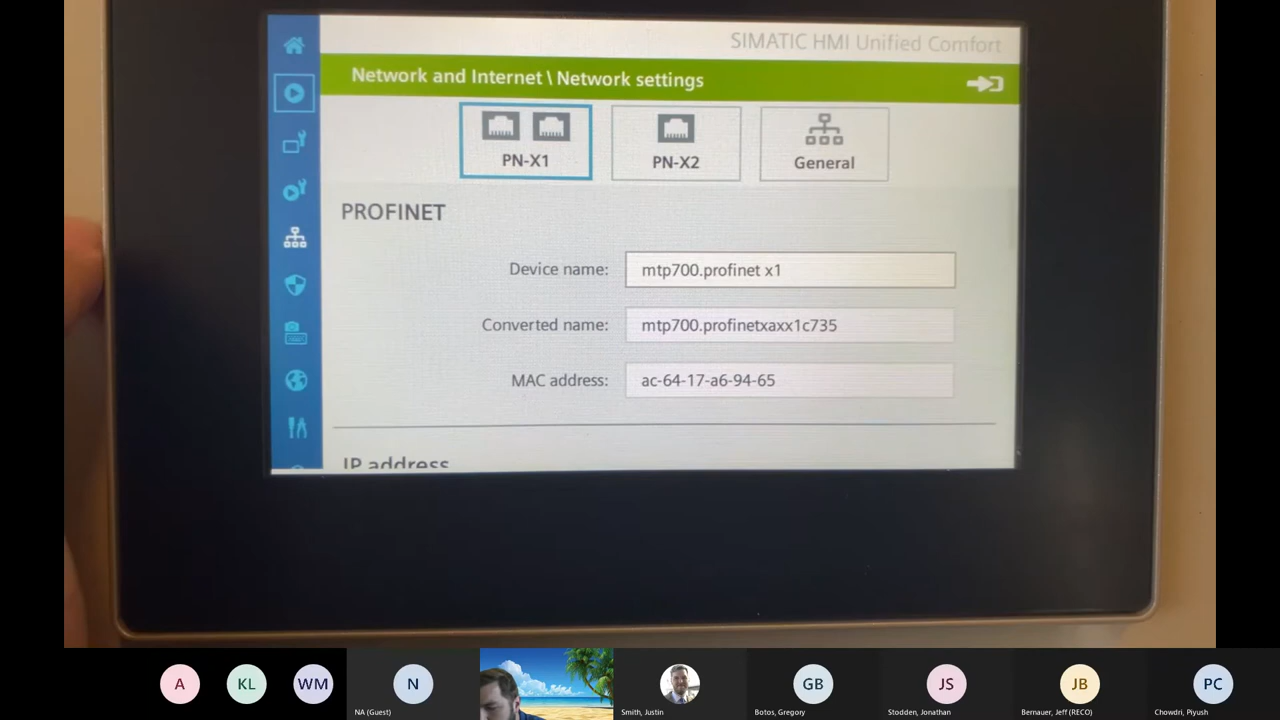 SIMATIC HMI Unified Comfort
Network and Internet \ Network settings
PN-X1
PN-X2
General
PROFINET
Device name:
mtp700.profinet x1
Converted name:
mtp700.profinetxaxx1c735
MAC address:
ac-64-17-a6-94-65
IP address
A
KL
WM
N
GB
JS
JB
PC
NA (Guest)
Smith, Justin
Botos, Gregory
Stodden, Jonathan
Bernauer, Jeff (RECO)
Chowdri, Piyush